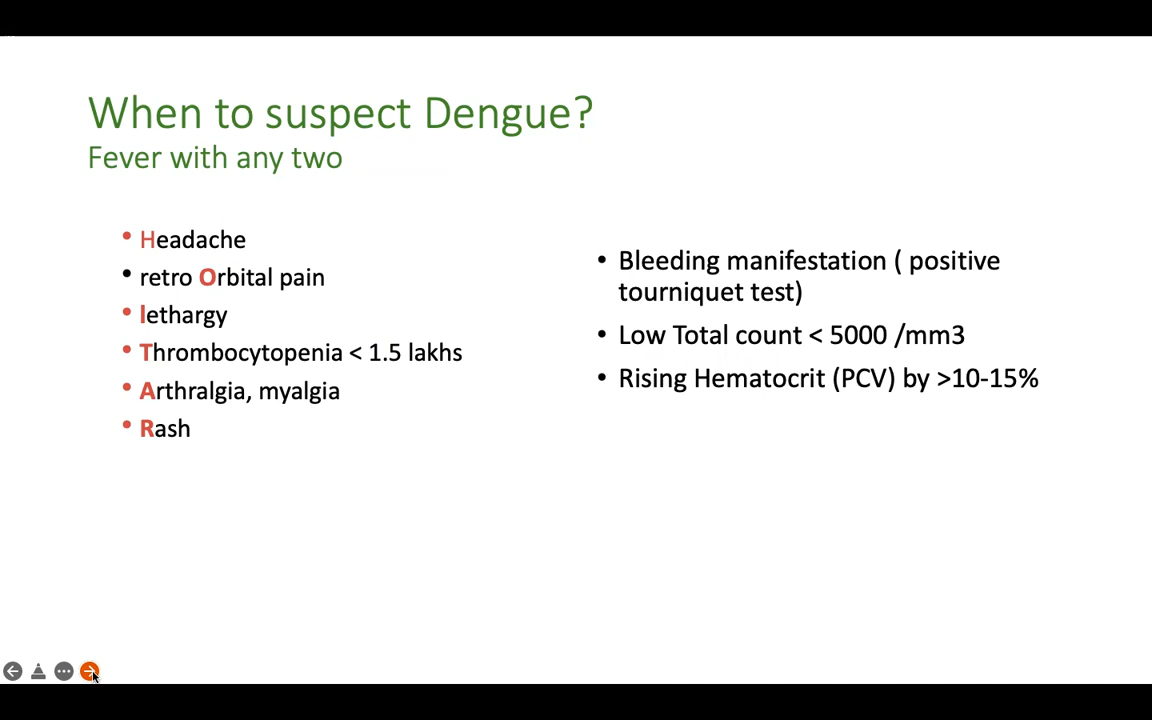 When to suspect Dengue?
Fever with any two
• Headache
• retro Orbital pain
• lethargy
• Thrombocytopenia < 1.5 lakhs
• Arthralgia, myalgia
• Rash
• Bleeding manifestation ( positive
tourniquet test)
• Low Total count < 5000 /mm3
• Rising Hematocrit (PCV) by >10-15%